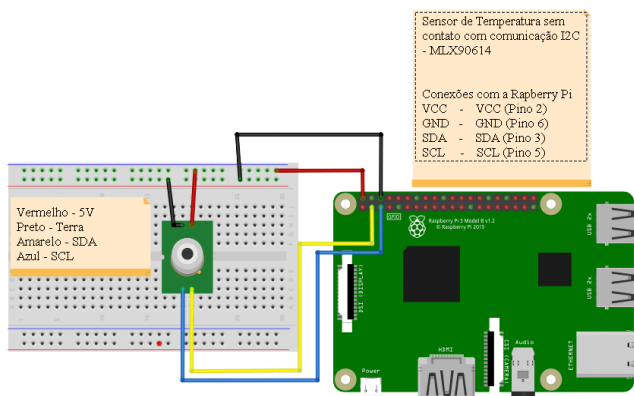 Sensor de Temperatura sem
contato com comunicação I2C
- MLX90614
Conexões com a Rapberry Pi
VCC - VCC (Pino 2)
GND - GND (Pino 6)
SDA - SDA (Pino 3)
SCL - SCL (Pino 5)
Vermelho - 5V
Preto - Terra
Amarelo - SDA
Azul - SCL
GPIO
Raspberry Pi 3 Model B v1.2
© Raspberry Pi 2015
USB 2x
USB 2x
DSI (DISPLAY)
ETHERNET
CSI (CAMERA)
HDMI
Audio
Power